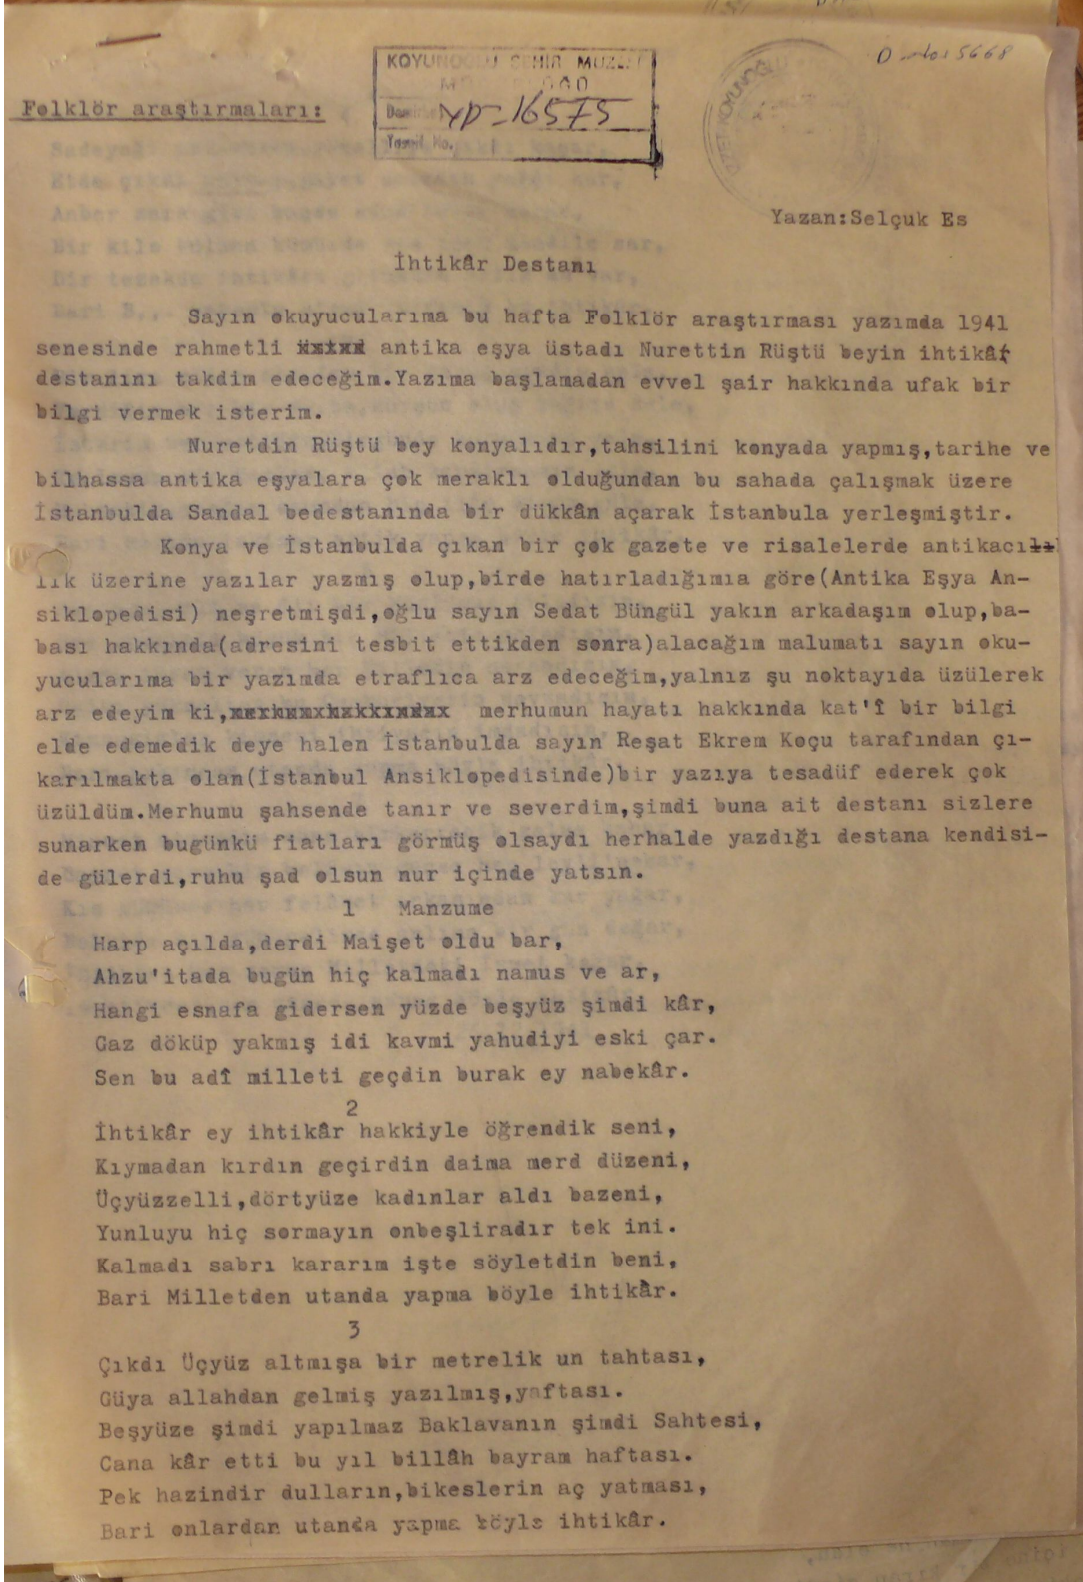 KOYUNOĞLU ŞEHİR MÜZESİ
YD-16575
Tasnif No.
5668
Felklör araştırmaları:
Yazan:Selçuk Es
İhtikâr Destanı
Sayın okuyucularıma bu hafta Felklör araştırması yazımda 1941
senesinde rahmetli antika eşya üstadı Nurettin Rüştü beyin ihtikâr
destanını takdim edeceğim.Yazıma başlamadan evvel şair hakkında ufak bir
bilgi vermek isterim.
Nuretdin Rüştü bey konyalıdır,tahsilini konyada yapmış,tarihe ve
bilhassa antika eşyalara çok meraklı olduğundan bu sahada çalışmak üzere
İstanbulda Sandal bedestanında bir dükkân açarak İstanbula yerleşmiştir.
Konya ve İstanbulda çıkan bir çok gazete ve risalelerde antikacı
lık üzerine yazılar yazmış olup,birde hatırladığımıa göre(Antika Eşya An-
siklopedisi) neşretmişdi,oğlu sayın Sedat Büngül yakın arkadaşım olup,ba-
bası hakkında(adresini tesbit ettikden sonra)alacağım malumatı sayın oku-
yucularıma bir yazımda etraflıca arz edeceğim,yalnız şu noktayıda üzülerek
arz edeyim ki, merhumun hayatı hakkında kat'î bir bilgi
elde edemedik deye halen İstanbulda sayın Reşat Ekrem Koçu tarafından çı-
karılmakta olan(İstanbul Ansiklopedisinde)bir yazıya tesadüf ederek çok
üzüldüm.Merhumu şahsende tanır ve severdim,şimdi buna ait destanı sizlere
sunarken bugünkü fiatları görmüş olsaydı herhalde yazdığı destana kendisi-
de gülerdi,ruhu şad olsun nur içinde yatsın.
1 Manzume
Harp açılda,derdi Maişet oldu bar,
Ahzu'itada bugün hiç kalmadı namus ve ar,
Hangi esnafa gidersen yüzde beşyüz şimdi kâr,
Gaz döküp yakmış idi kavmi yahudiyi eski çar.
Sen bu adî milleti geçdin burak ey nabekâr.
2
İhtikâr ey ihtikâr hakkiyle öğrendik seni,
Kıymadan kırdın geçirdin daima merd düzeni,
Üçyüzzelli,dörtyüze kadınlar aldı bazeni,
Yunluyu hiç sormayın onbeşliradır tek ini.
Kalmadı sabrı kararım işte söyletdin beni,
Bari Milletden utanda yapma böyle ihtikâr.
3
Çıkdı Üçyüz altmışa bir metrelik un tahtası,
Güya allahdan gelmiş yazılmış,yaftası.
Beşyüze şimdi yapılmaz Baklavanın şimdi Sahtesi,
Cana kâr etti bu yıl billâh bayram haftası.
Pek hazindir dulların,bikeslerin aç yatması,
Bari onlardan utanda yapma böyle ihtikâr.